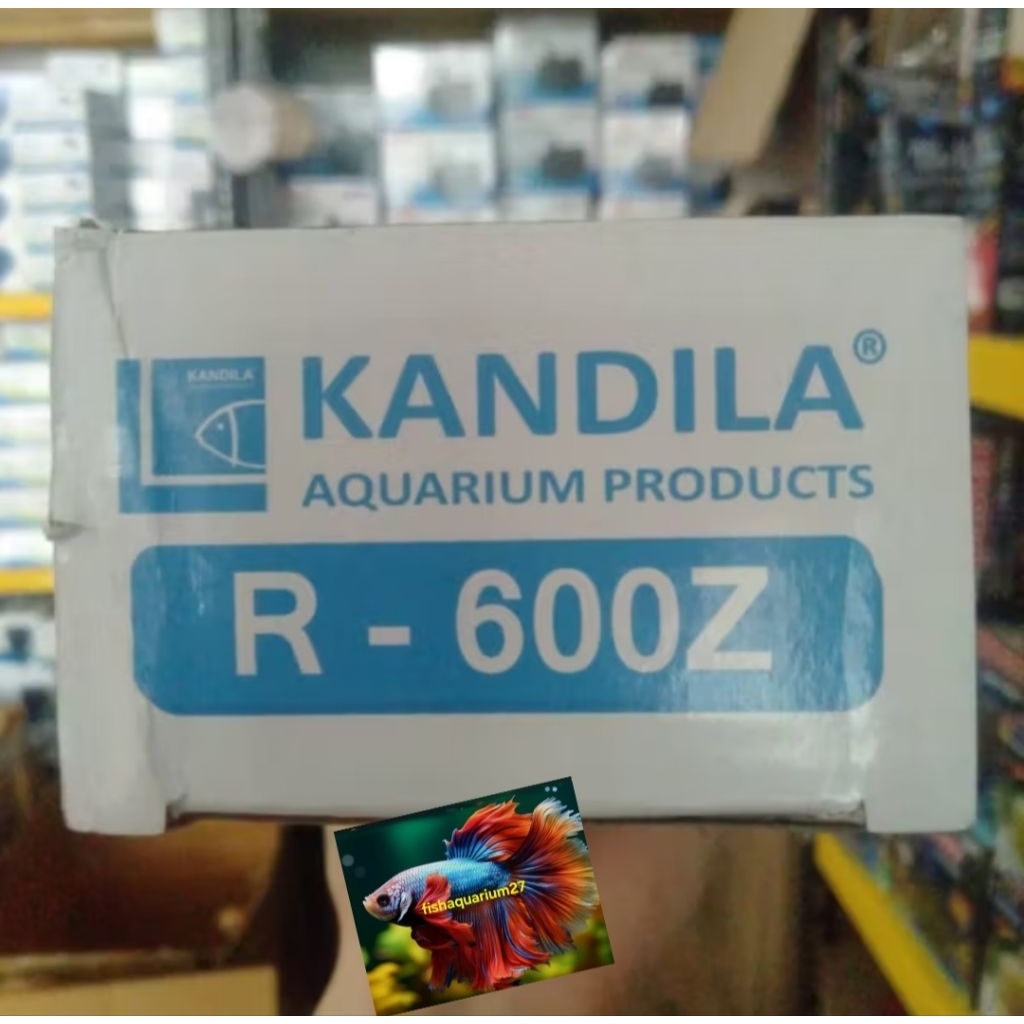 KANDILA
KANDILA®
AQUARIUM PRODUCTS
R - 600Z
fishaquarium27